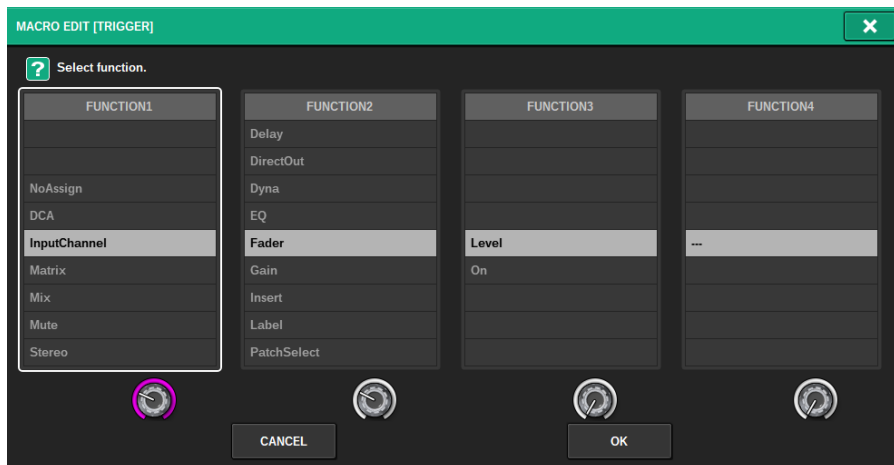 MACRO EDIT [TRIGGER]
Select function.
FUNCTION1
NoAssign
DCA
InputChannel
Matrix
Mix
Mute
Stereo
FUNCTION2
Delay
DirectOut
Dyna
EQ
Fader
Gain
Insert
Label
PatchSelect
FUNCTION3
Level
On
FUNCTION4
---
CANCEL
OK